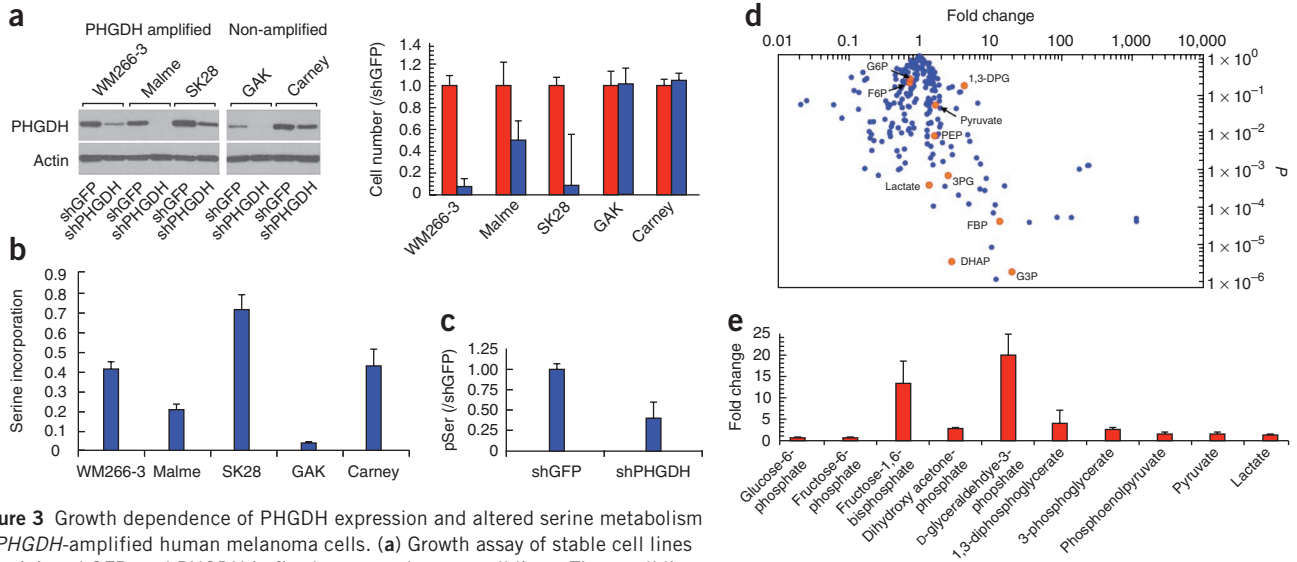 a
PHGDH amplified
Non-amplified
WM266-3
Malme
SK28
GAK
Carney
PHGDH
Actin
shGFP
shPHGDH
shGFP
shPHGDH
shGFP
shPHGDH
shGFP
shPHGDH
shGFP
shPHGDH
Cell number (/shGFP)
1.4
1.2
1.0
0.8
0.6
0.4
0.2
0
WM266-3
Malme
SK28
GAK
Carney
b
Serine incorporation
0.9
0.8
0.7
0.6
0.5
0.4
0.3
0.2
0.1
0
WM266-3 Malme SK28 GAK Carney
c
pSer (/shGFP)
1.25
1.00
0.75
0.50
0.25
0
shGFP shPHGDH
d
Fold change
0.01 0.1 1 10 100 1,000 10,000
1 × 10⁰
1 × 10⁻¹
1 × 10⁻²
1 × 10⁻³
1 × 10⁻⁴
1 × 10⁻⁵
1 × 10⁻⁶
P
G6P
F6P
1,3-DPG
Pyruvate
PEP
Lactate
3PG
FBP
DHAP
G3P
e
Fold change
25
20
15
10
5
0
Glucose-6-
phosphate
Fructose-6-
phosphate
Fructose-1,6-
bisphosphate
Dihydroxy acetone-
phosphate
D-glyceraldehdye-3-
phopshate
1,3-diphosphoglycerate
3-phosphoglycerate
Phosphoenolpyruvate
Pyruvate
Lactate
ure 3 Growth dependence of PHGDH expression and altered serine metabolism
PHGDH-amplified human melanoma cells. (a) Growth assay of stable cell lines